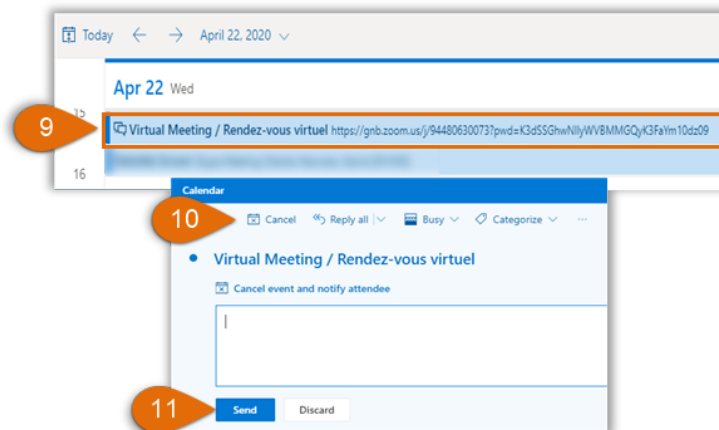 Today April 22, 2020
Apr 22 Wed
15
9
Virtual Meeting / Rendez-vous virtuel https://gnb.zoom.us/j/94480630073?pwd=K3dSSGhwNllyWVBMMGQyK3FaYm10dz09
16
Calendar
10
Cancel Reply all Busy Categorize ...
Virtual Meeting / Rendez-vous virtuel
Cancel event and notify attendee
11
Send Discard